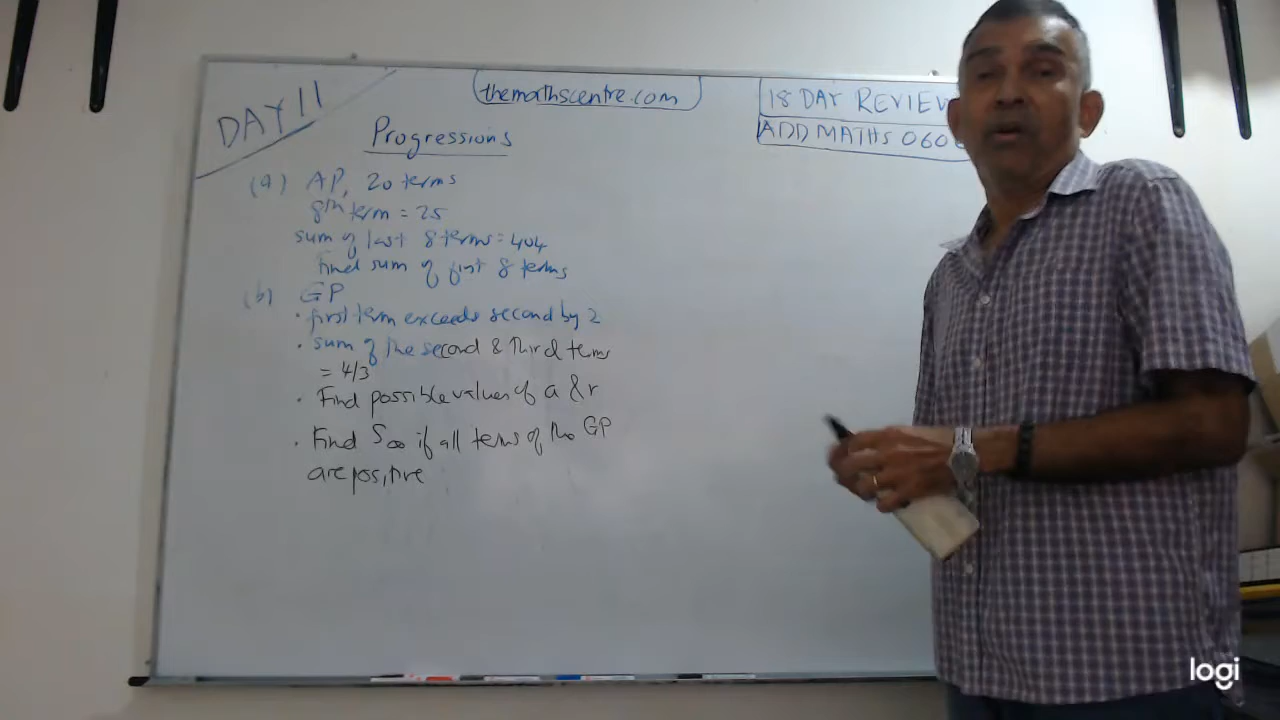 DAY 11
themathscentre.com
18 DAY REVIEW
ADD MATHS 060
Progressions
(a) AP, 20 terms
8th term = 25
sum of last 8 terms = 404
Find sum of first 8 terms
(b) GP
• first term exceeds second by 2
• sum of the second & third terms
= 4/3
• Find possible values of a & r
• Find S∞ if all terms of the GP
are positive
logi